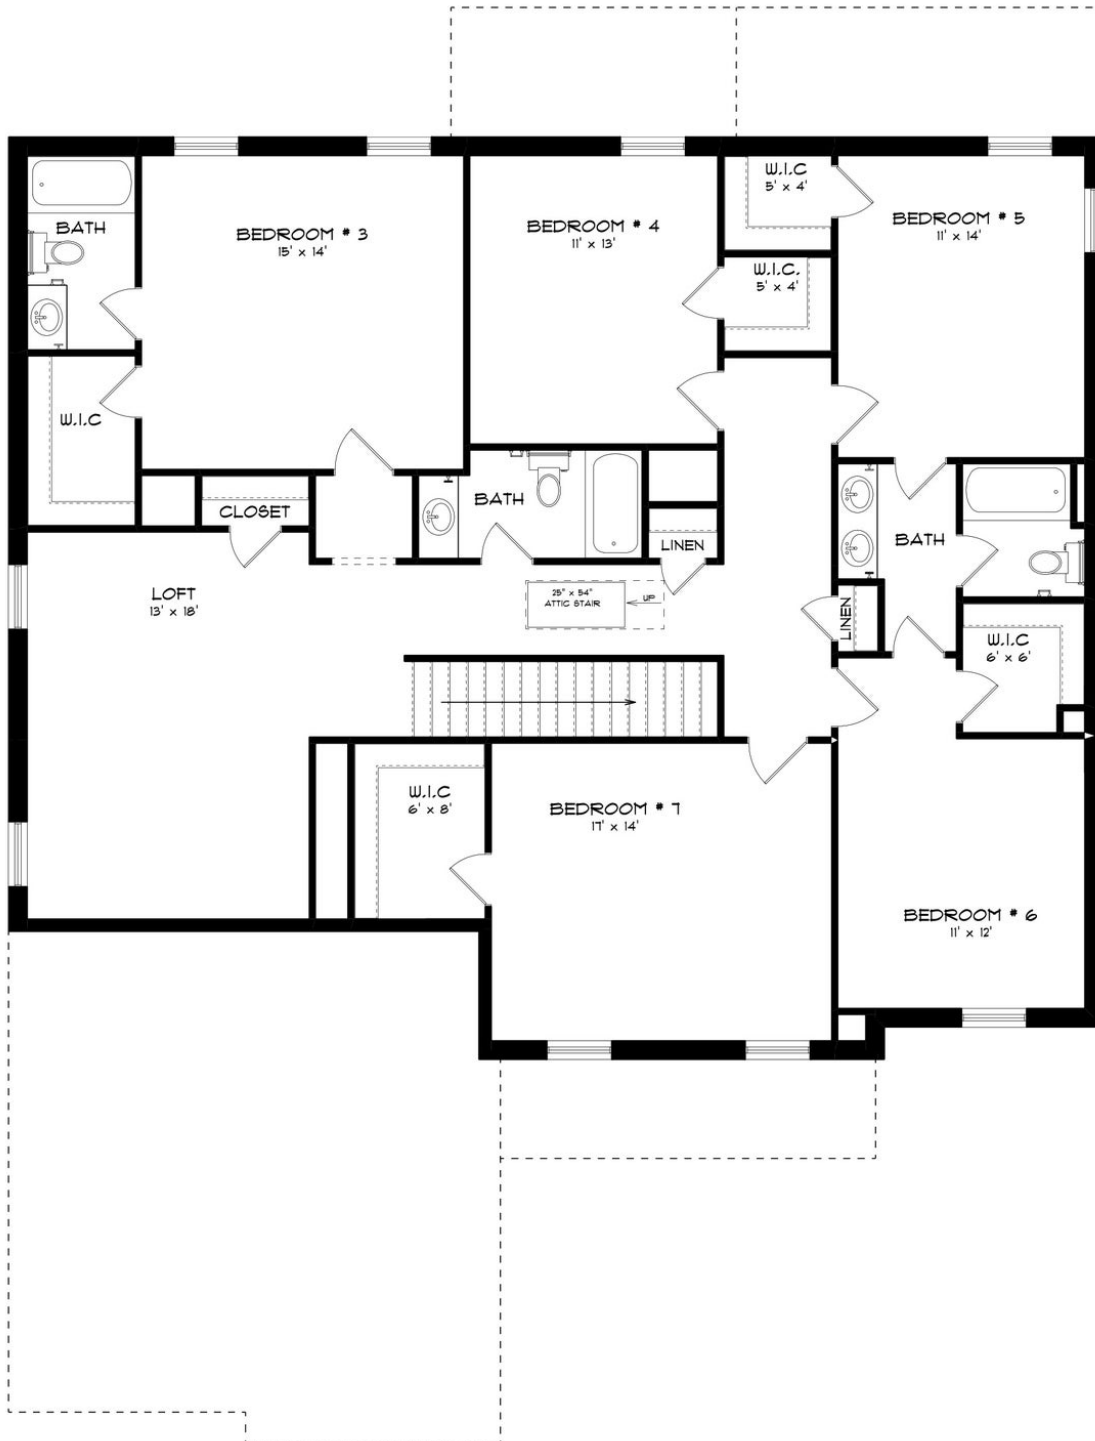 W.I.C
5' x 4'
BATH
BEDROOM # 3
15' x 14'
BEDROOM # 4
11' x 13'
BEDROOM # 5
11' x 14'
W.I.C.
5' x 4'
W.I.C
CLOSET
BATH
LINEN
BATH
LOFT
13' x 18'
25" x 54"
ATTIC STAIR
UP
LINEN
W.I.C
6' x 6'
W.I.C
6' x 8'
BEDROOM # 7
17' x 14'
BEDROOM # 6
11' x 12'